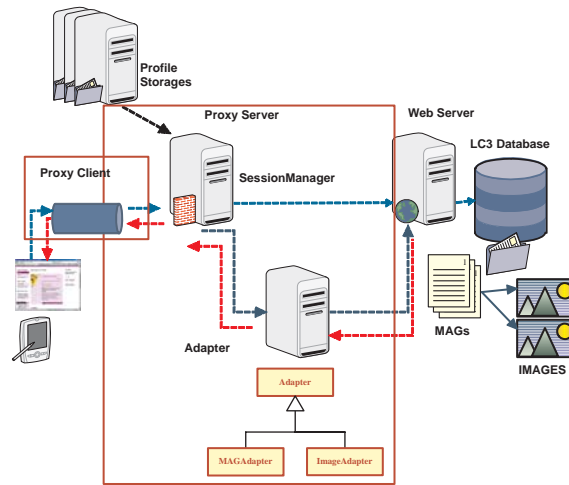 Profile
Storages
Proxy Server
Web Server
LC3 Database
Proxy Client
SessionManager
Adapter
MAGs
IMAGES
Adapter
MAGAdapter
ImageAdapter